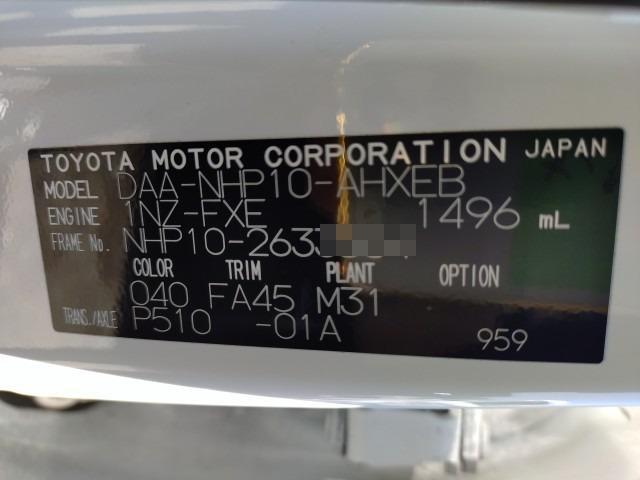 TOYOTA MOTOR CORPORATION JAPAN
MODEL DAA-NHP10-AHXEB
ENGINE 1NZ-FXE 1496 mL
FRAME No. NHP10-263
COLOR TRIM PLANT OPTION
040 FA45 M31
TRANS./AXLE P510 -01A 959